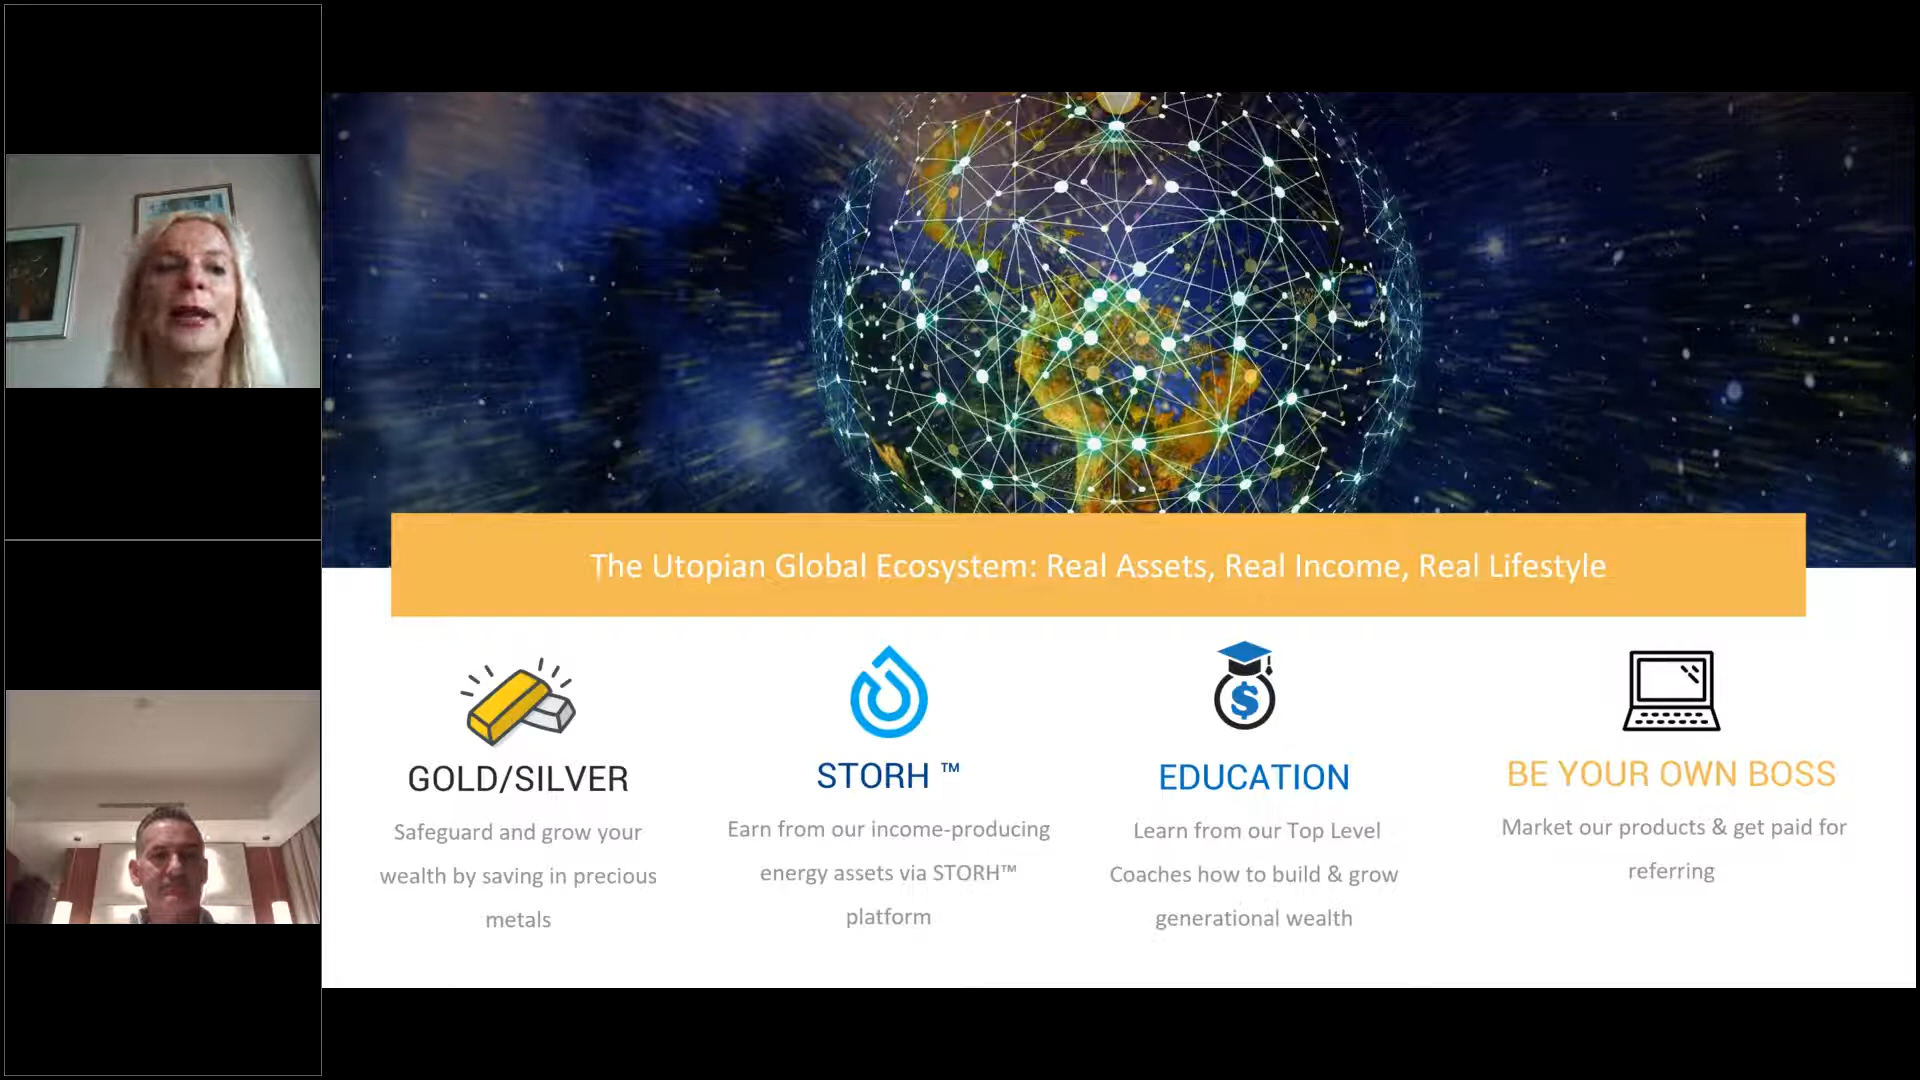 The Utopian Global Ecosystem: Real Assets, Real Income, Real Lifestyle
GOLD/SILVER
Safeguard and grow your
wealth by saving in precious
metals
STORH ™
Earn from our income-producing
energy assets via STORH™
platform
EDUCATION
Learn from our Top Level
Coaches how to build & grow
generational wealth
BE YOUR OWN BOSS
Market our products & get paid for
referring